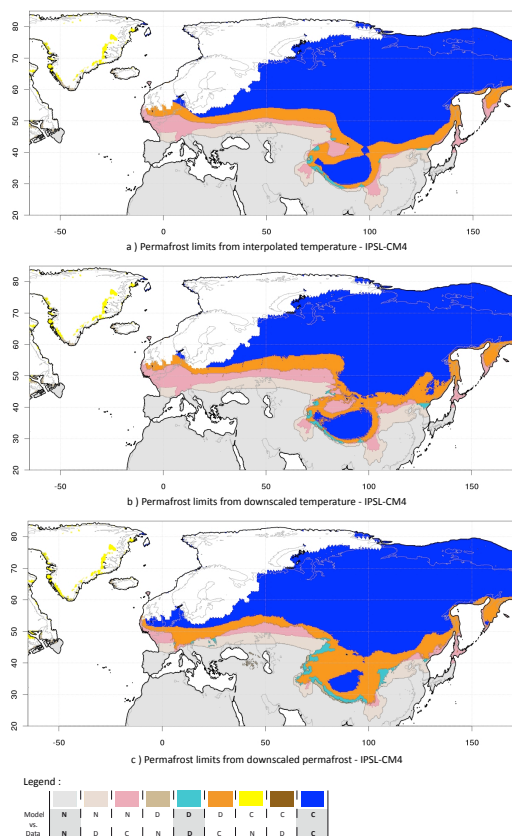 80
70
60
50
40
30
20
-50 0 50 100 150
a ) Permafrost limits from interpolated temperature - IPSL-CM4
80
70
60
50
40
30
20
-50 0 50 100 150
b ) Permafrost limits from downscaled temperature - IPSL-CM4
80
70
60
50
40
30
20
-50 0 50 100 150
c ) Permafrost limits from downscaled permafrost - IPSL-CM4
Legend :
Model N N N D D D C C C
vs.
Data N D C N D C N D C